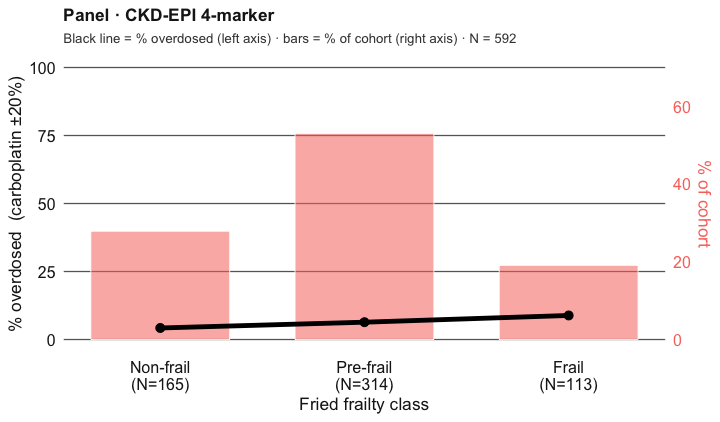 Panel · CKD-EPI 4-marker
Black line = % overdosed (left axis) · bars = % of cohort (right axis) · N = 592
% overdosed  (carboplatin ±20%)
100
75
50
25
0
60
40
20
0
% of cohort
Non-frail
(N=165)
Pre-frail
(N=314)
Frail
(N=113)
Fried frailty class